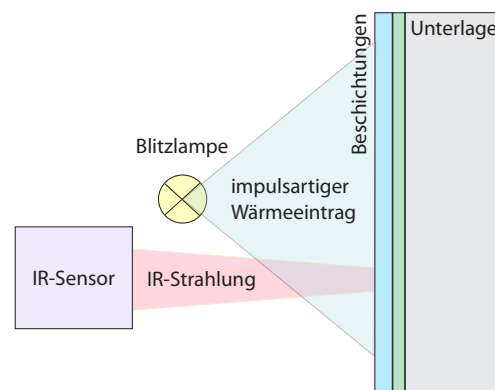 Beschichtungen
Unterlage
Blitzlampe
impulsartiger
Wärmeeintrag
IR-Sensor
IR-Strahlung